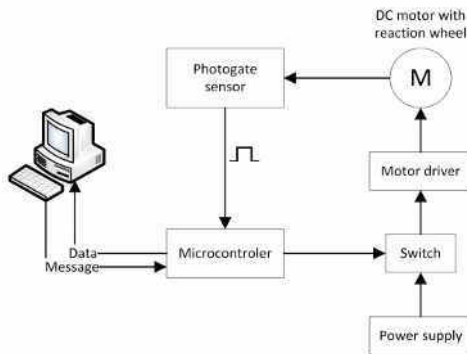 DC motor with
reaction wheel
Photogate
sensor
M
Motor driver
Data
Message
Microcontroler
Switch
Power supply